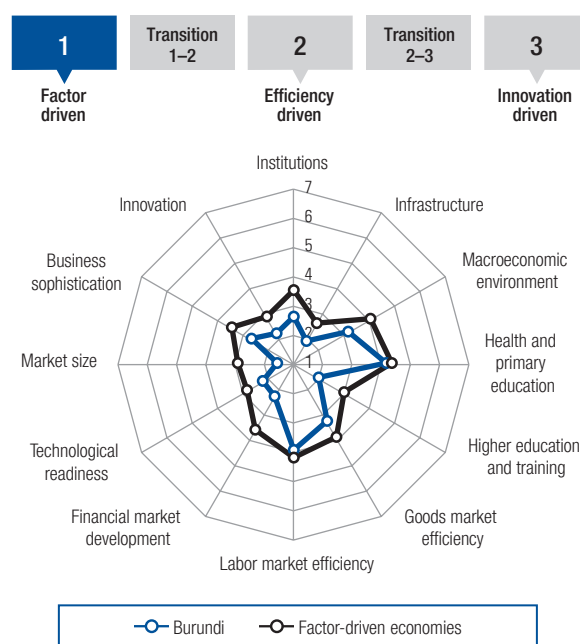 1
Transition
1–2
2
Transition
2–3
3
Factor
driven
Efficiency
driven
Innovation
driven
Institutions
7
6
5
4
3
2
1
Infrastructure
Macroeconomic
environment
Health and
primary
education
Higher education
and training
Goods market
efficiency
Labor market efficiency
Financial market
development
Technological
readiness
Market size
Business
sophistication
Innovation
Burundi
Factor-driven economies